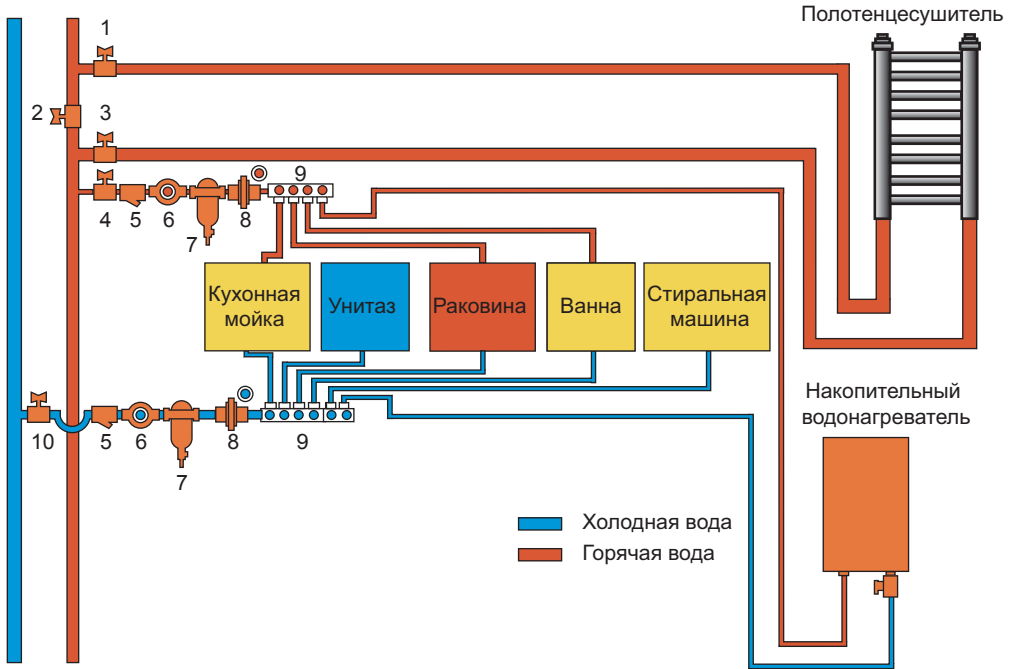 Полотенцесушитель
1
2
3
9
4
5
6
7
8
Кухонная
мойка
Унитаз
Раковина
Ванна
Стиральная
машина
Накопительный
водонагреватель
10
5
6
7
8
9
Холодная вода
Горячая вода